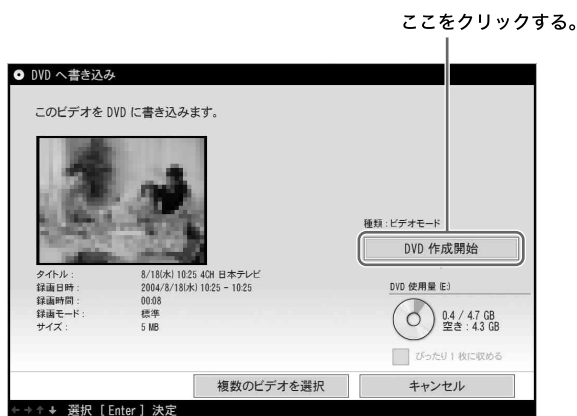 ここをクリックする。
DVD へ書き込み
このビデオを DVD に書き込みます。
種類:ビデオモード
DVD 作成開始
タイトル: 8/18(水) 10:25 4CH 日本テレビ
録画日時: 2004/8/18(水) 10:25 - 10:25
録画時間: 00:08
録画モード: 標準
サイズ: 5 MB
DVD 使用量 (E:)
0.4 / 4.7 GB
空き : 4.3 GB
ぴったり 1 枚に収める
複数のビデオを選択
キャンセル
←→↑↓ 選択 [Enter] 決定